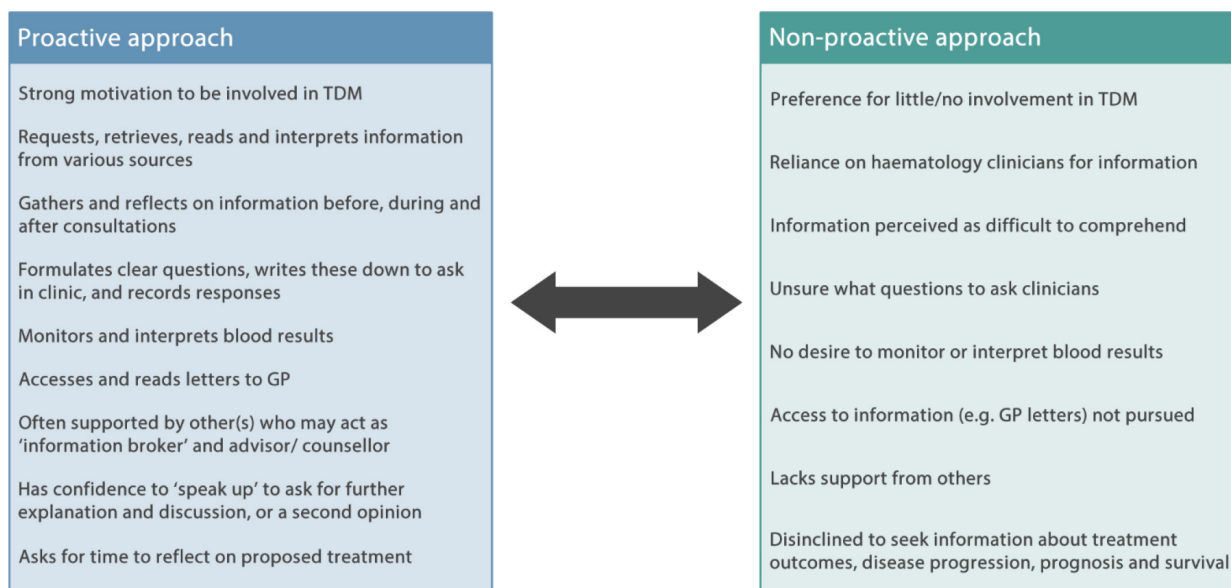 Proactive approach
Strong motivation to be involved in TDM
Requests, retrieves, reads and interprets information
from various sources
Gathers and reflects on information before, during and
after consultations
Formulates clear questions, writes these down to ask
in clinic, and records responses
Monitors and interprets blood results
Accesses and reads letters to GP
Often supported by other(s) who may act as
‘information broker’ and advisor/ counsellor
Has confidence to ‘speak up’ to ask for further
explanation and discussion, or a second opinion
Asks for time to reflect on proposed treatment
Non-proactive approach
Preference for little/no involvement in TDM
Reliance on haematology clinicians for information
Information perceived as difficult to comprehend
Unsure what questions to ask clinicians
No desire to monitor or interpret blood results
Access to information (e.g. GP letters) not pursued
Lacks support from others
Disinclined to seek information about treatment
outcomes, disease progression, prognosis and survival